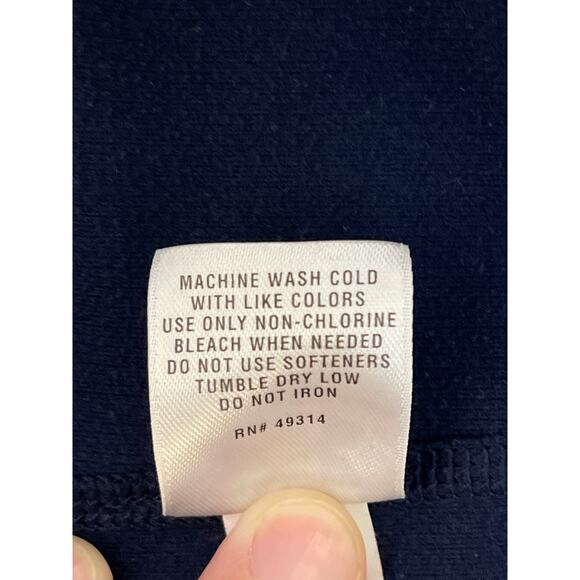 MACHINE WASH COLD
WITH LIKE COLORS
USE ONLY NON-CHLORINE
BLEACH WHEN NEEDED
DO NOT USE SOFTENERS
TUMBLE DRY LOW
DO NOT IRON
RN# 49314